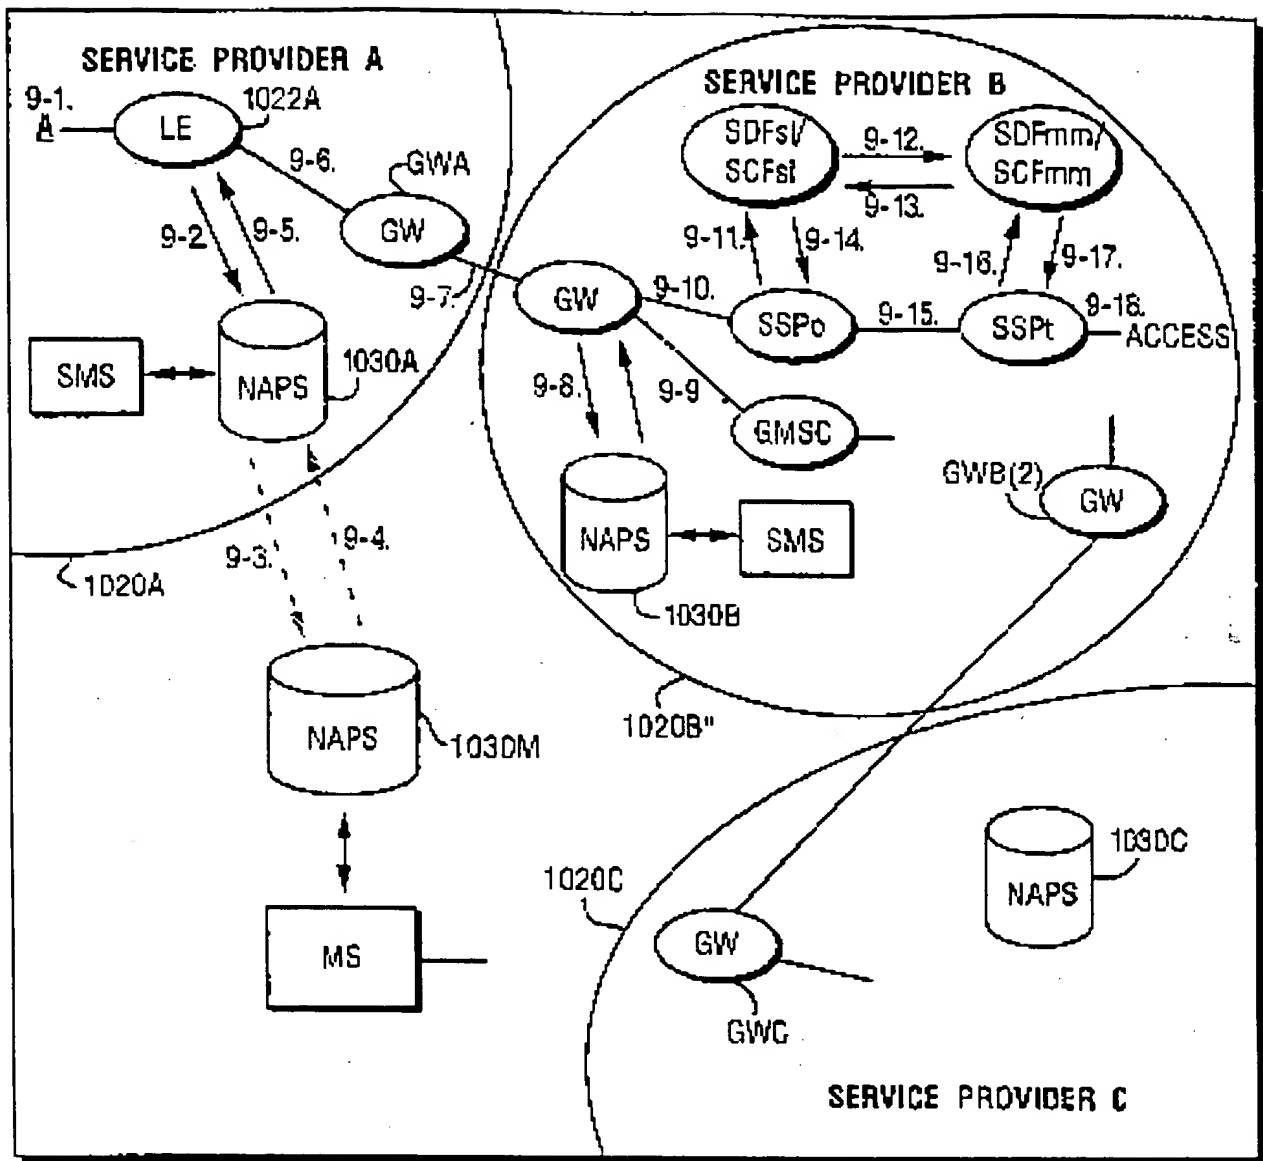 SERVICE PROVIDER A
9-1.
A
LE
1022A
9-6.
GWA
GW
9-2
9-5.
9-7.
SMS
NAPS
1030A
9-3.
9-4.
1020A
NAPS
1030M
MS
SERVICE PROVIDER B
SDFsl/
SCFsl
9-12.
9-13.
SDFmm/
SCFmm
9-11.
9-14.
9-16.
9-17.
GW
9-10.
SSPo
9-15.
SSPt
9-18.
ACCESS
9-8.
9-9
GMSC
NAPS
SMS
1030B
GWB(2)
GW
1020B"
1020C
GW
GWC
NAPS
1030C
SERVICE PROVIDER C